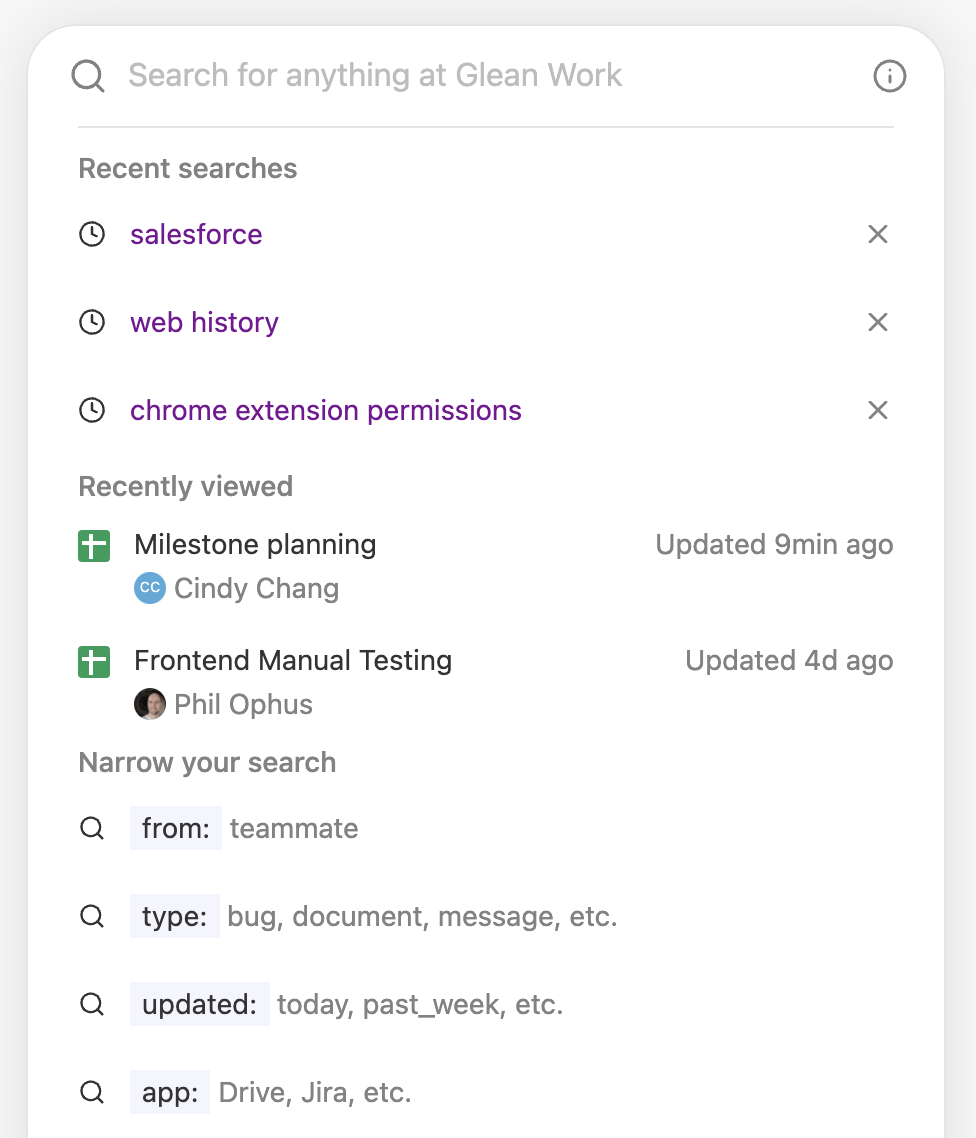 Search for anything at Glean Work
Recent searches
salesforce
web history
chrome extension permissions
Recently viewed
Milestone planning Updated 9min ago
CC Cindy Chang
Frontend Manual Testing Updated 4d ago
Phil Ophus
Narrow your search
from: teammate
type: bug, document, message, etc.
updated: today, past_week, etc.
app: Drive, Jira, etc.